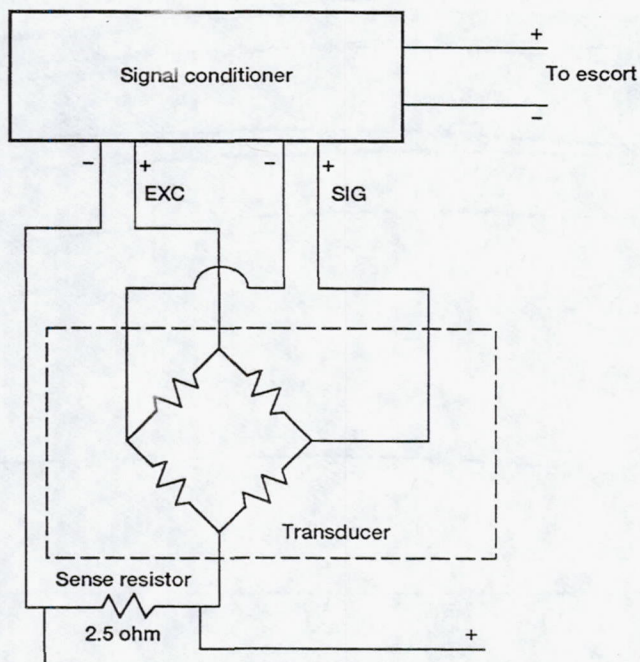 Signal conditioner
+
To escort
–
– + EXC – + SIG
Transducer
Sense resistor
2.5 ohm
+